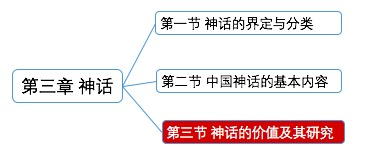 第三章 神话
第一节 神话的界定与分类
第二节 中国神话的基本内容
第三节 神话的价值及其研究